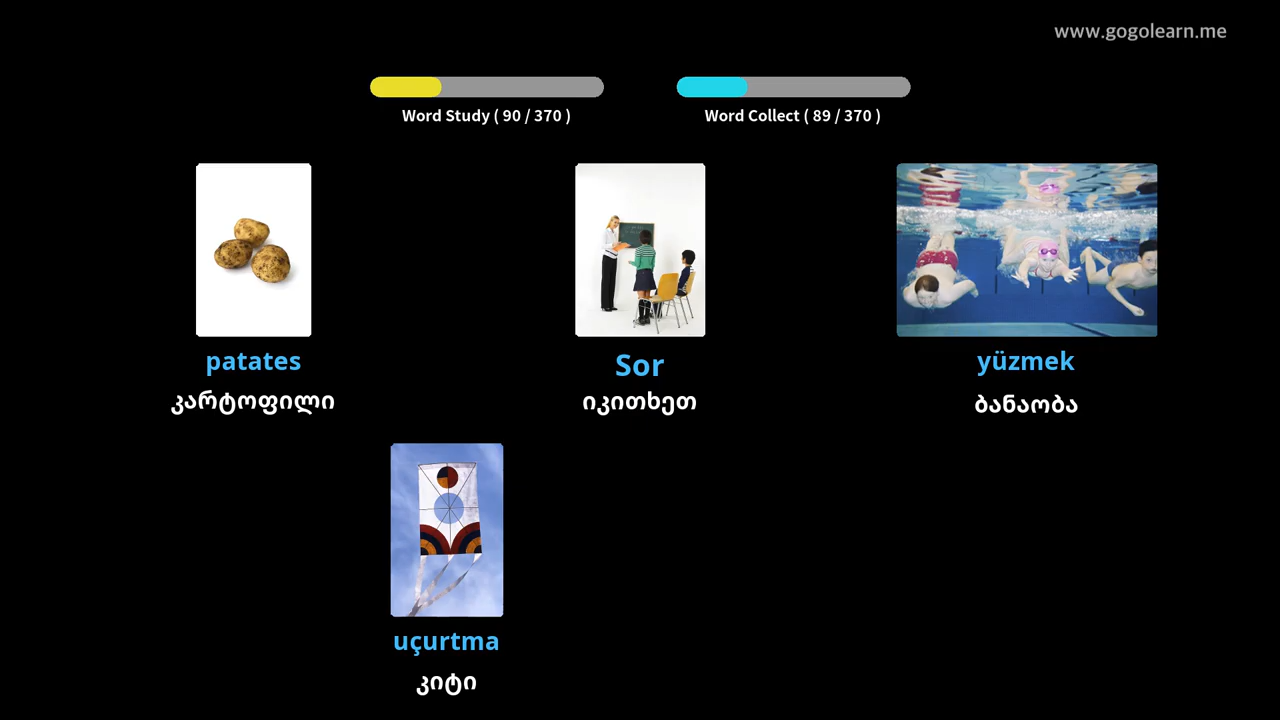 www.gogolearn.me
Word Study ( 90 / 370 )
Word Collect ( 89 / 370 )
patates
კარტოფილი
Sor
იკითხეთ
yüzmek
ბანაობა
uçurtma
კიტი